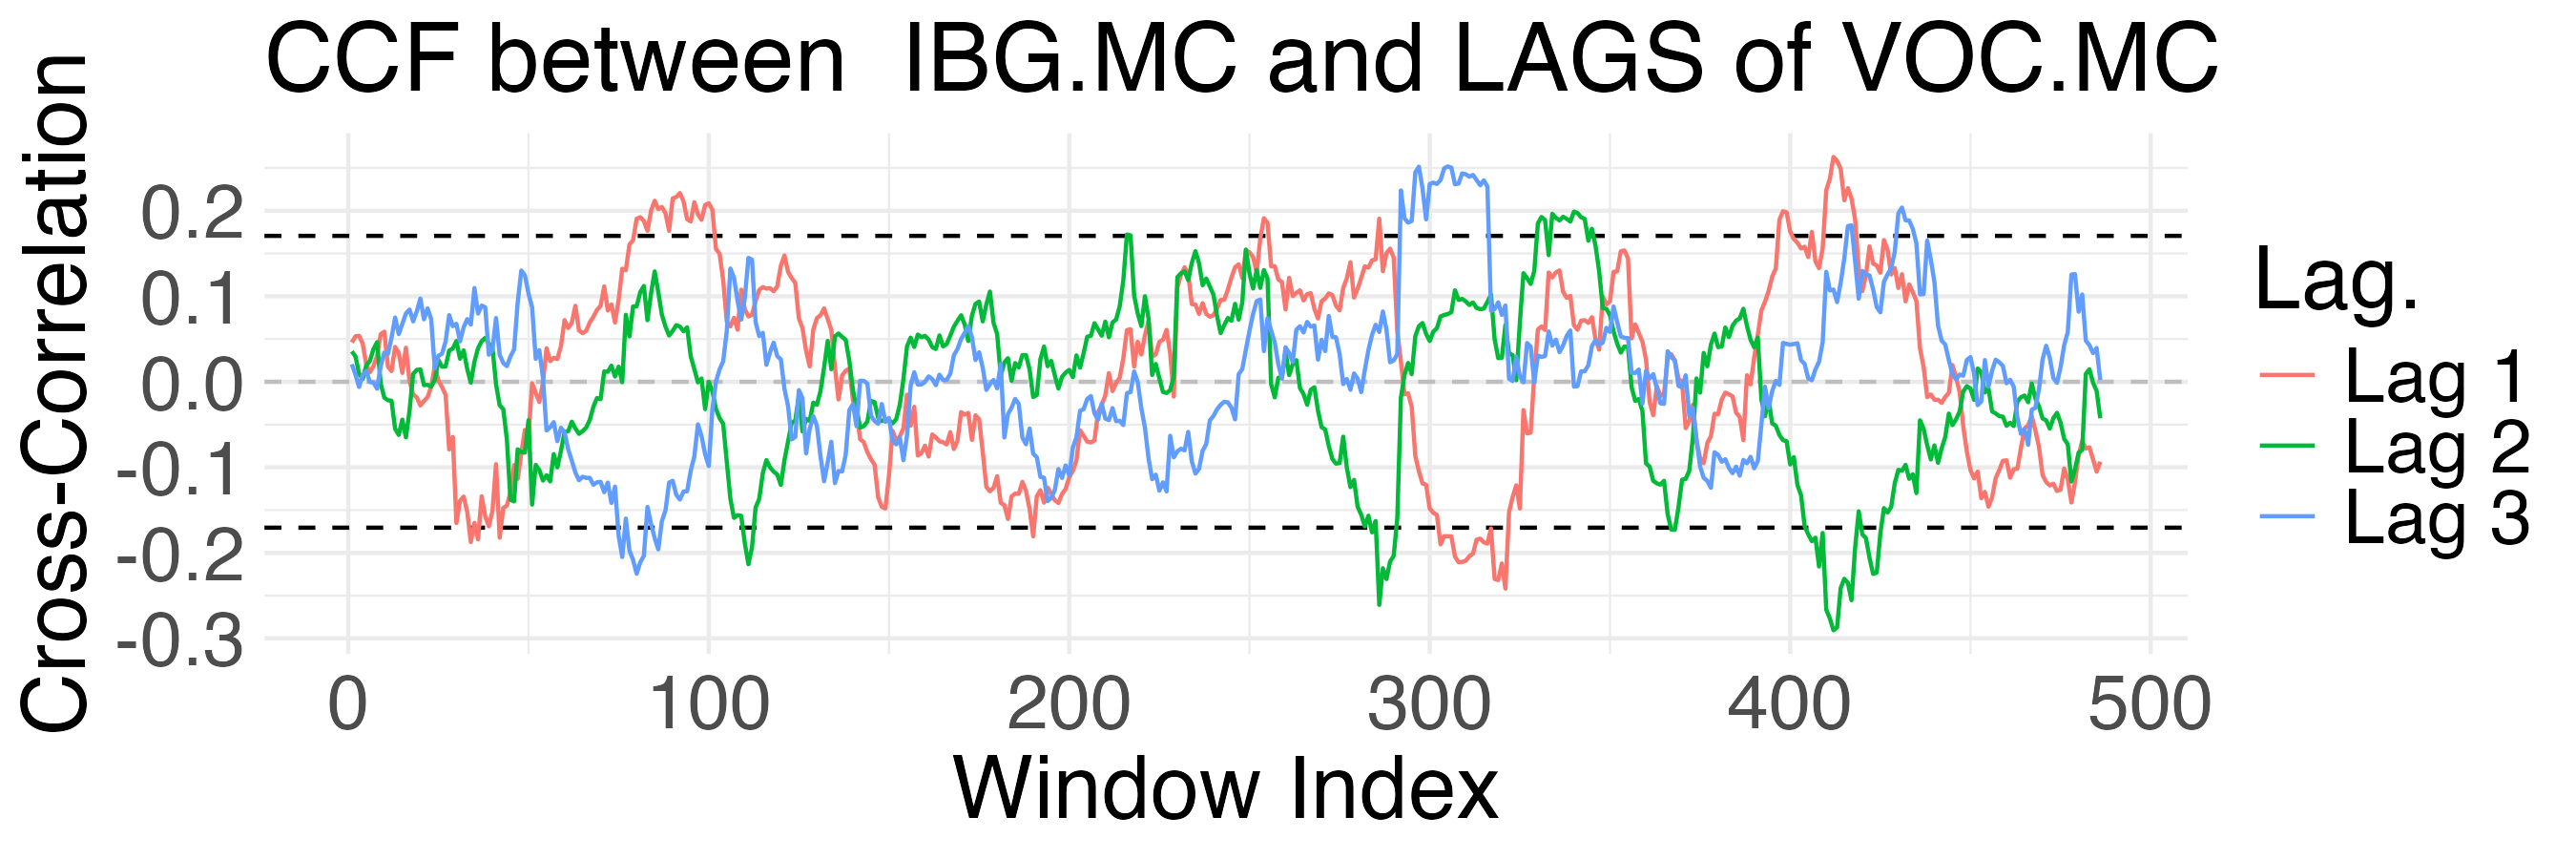 CCF between  IBG.MC and LAGS of VOC.MC
Cross-Correlation
0.2
0.1
0.0
-0.1
-0.2
-0.3
0 100 200 300 400 500
Window Index
Lag.
Lag 1
Lag 2
Lag 3